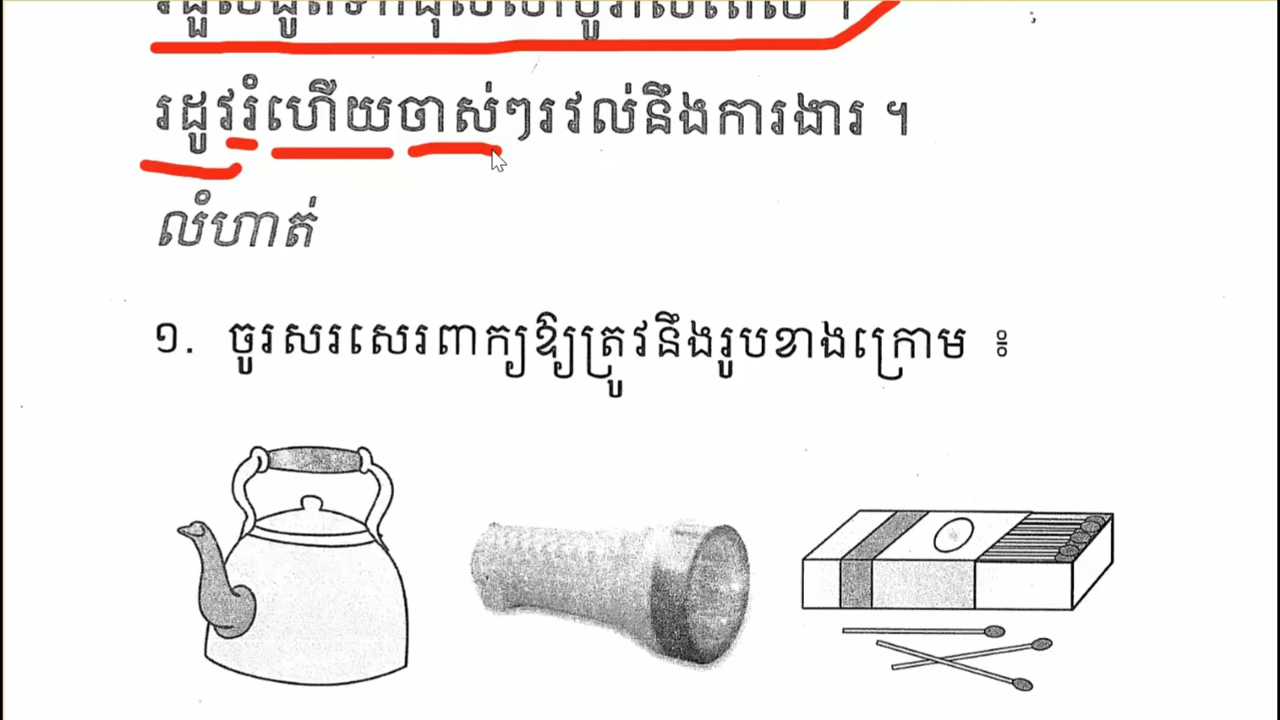 រដូវរំហើយចាស់ៗរវល់នឹងការងារ ។
លំហាត់
១. ចូរសរសេរពាក្យឱ្យត្រូវនឹងរូបខាងក្រោម ៖